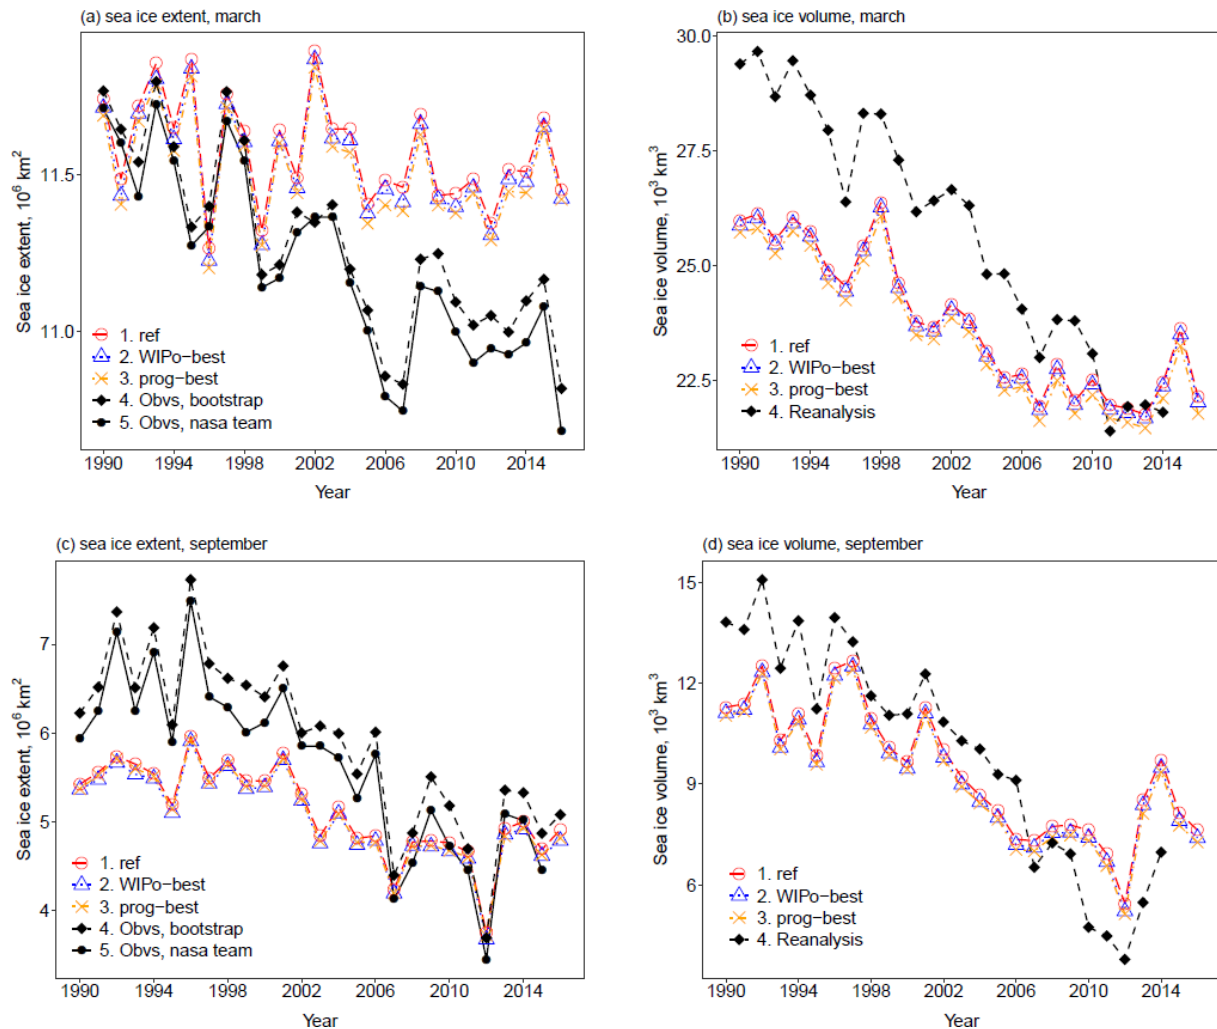 (a) sea ice extent, march
Sea ice extent, 10⁶ km²
11.5
11.0
1. ref
2. WIPo−best
3. prog−best
4. Obvs, bootstrap
5. Obvs, nasa team
1990 1994 1998 2002 2006 2010 2014
Year
(b) sea ice volume, march
Sea ice volume, 10³ km³
30.0
27.5
25.0
22.5
1. ref
2. WIPo−best
3. prog−best
4. Reanalysis
1990 1994 1998 2002 2006 2010 2014
Year
(c) sea ice extent, september
Sea ice extent, 10⁶ km²
7
6
5
4
1. ref
2. WIPo−best
3. prog−best
4. Obvs, bootstrap
5. Obvs, nasa team
1990 1994 1998 2002 2006 2010 2014
Year
(d) sea ice volume, september
Sea ice volume, 10³ km³
15
12
9
6
1. ref
2. WIPo−best
3. prog−best
4. Reanalysis
1990 1994 1998 2002 2006 2010 2014
Year